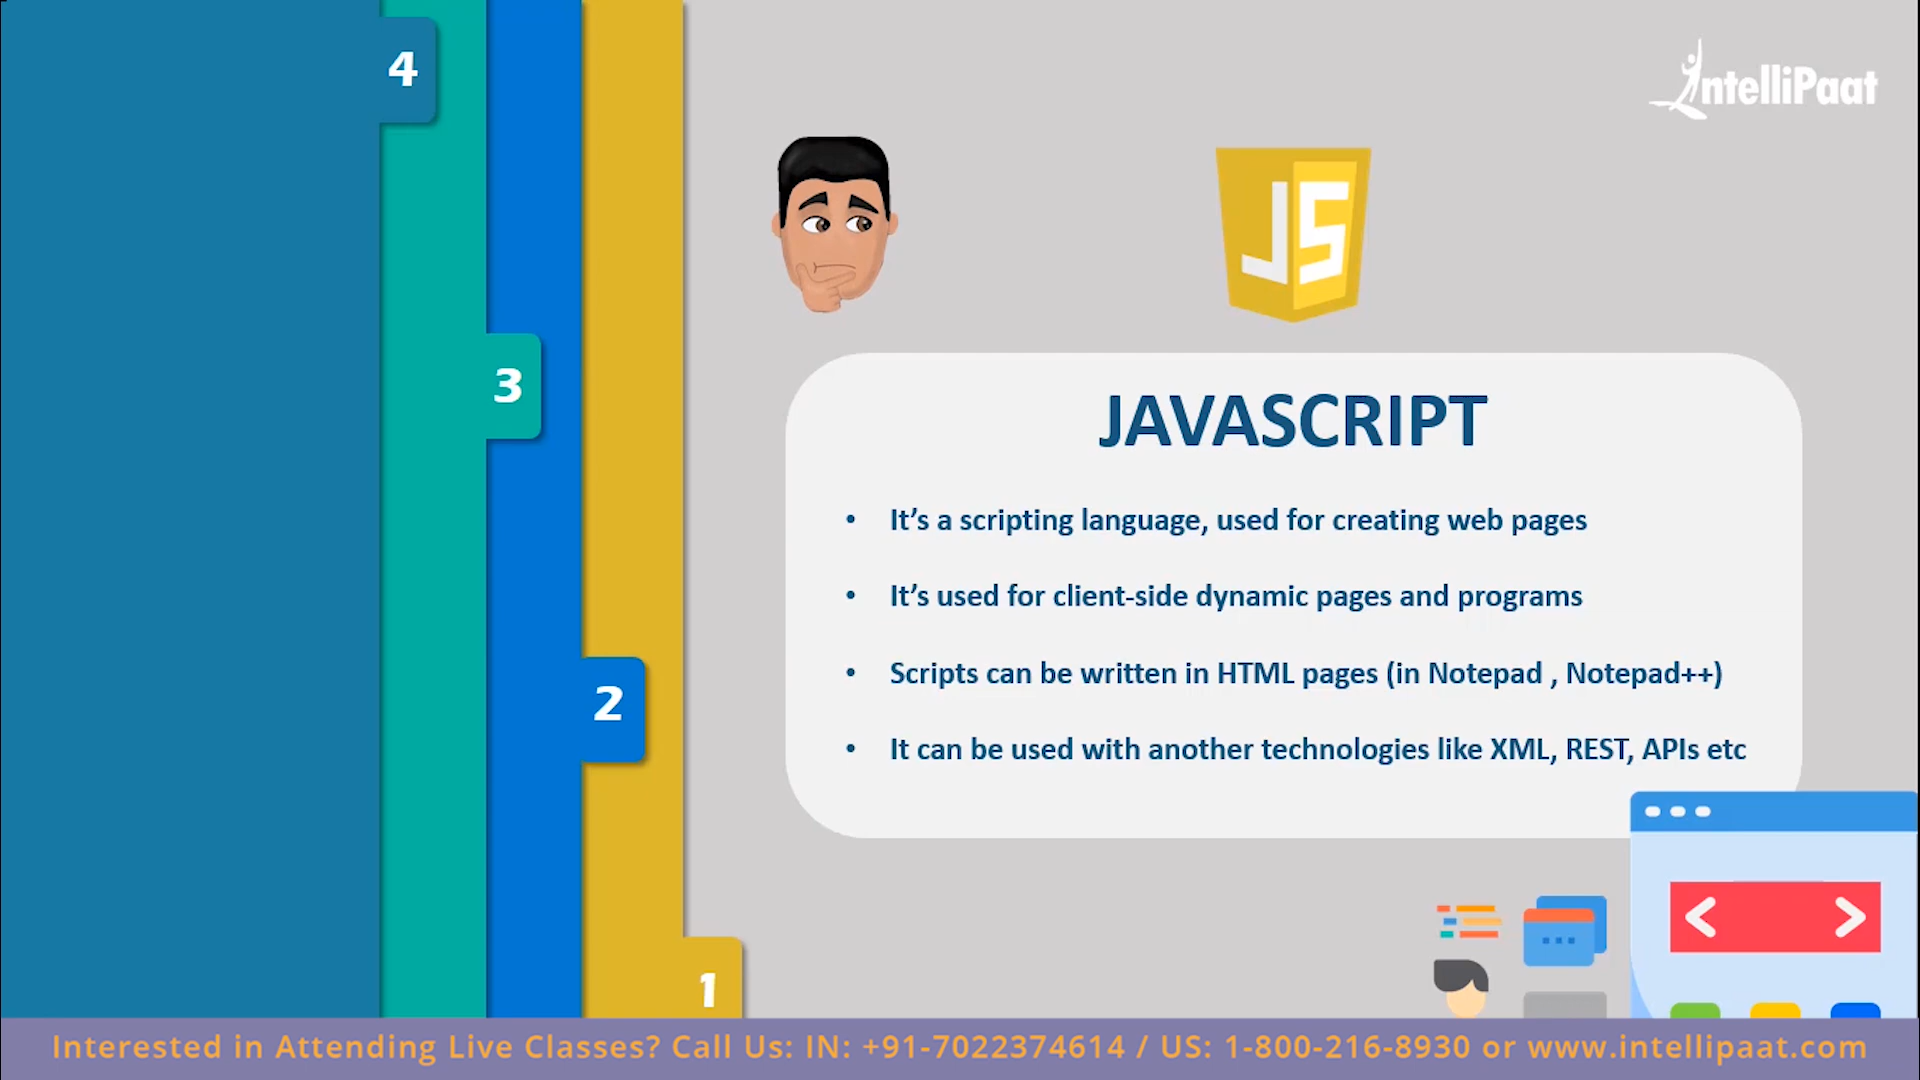 4
IntelliPaat
JS
3
JAVASCRIPT
• It’s a scripting language, used for creating web pages
• It’s used for client-side dynamic pages and programs
• Scripts can be written in HTML pages (in Notepad , Notepad++)
2
• It can be used with another technologies like XML, REST, APIs etc
1
Interested in Attending Live Classes? Call Us: IN: +91-7022374614 / US: 1-800-216-8930 or www.intellipaat.com